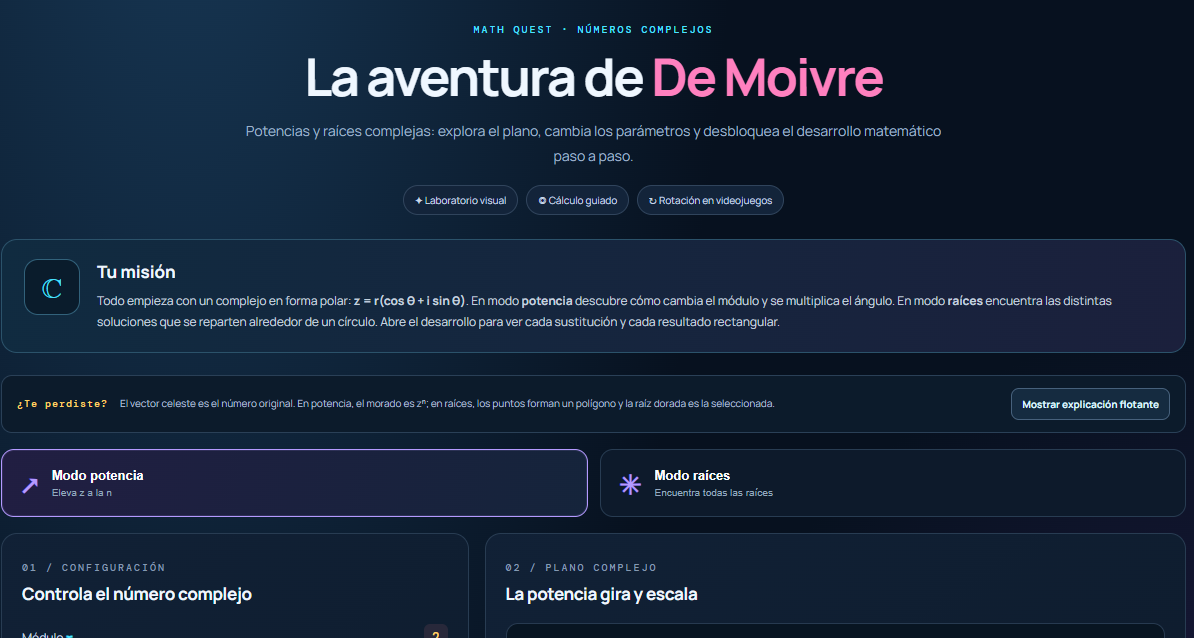 MATH QUEST · NÚMEROS COMPLEJOS
La aventura de De Moivre
Potencias y raíces complejas: explora el plano, cambia los parámetros y desbloquea el desarrollo matemático
paso a paso.
✦ Laboratorio visual
❂ Cálculo guiado
↻ Rotación en videojuegos
ℂ
Tu misión
Todo empieza con un complejo en forma polar: z = r(cos θ + i sin θ). En modo potencia descubre cómo cambia el módulo y se multiplica el ángulo. En modo raíces encuentra las distintas
soluciones que se reparten alrededor de un círculo. Abre el desarrollo para ver cada sustitución y cada resultado rectangular.
¿Te perdiste?
El vector celeste es el número original. En potencia, el morado es zⁿ; en raíces, los puntos forman un polígono y la raíz dorada es la seleccionada.
Mostrar explicación flotante
Modo potencia
Eleva z a la n
Modo raíces
Encuentra todas las raíces
01 / CONFIGURACIÓN
Controla el número complejo
Módulo r
2
02 / PLANO COMPLEJO
La potencia gira y escala